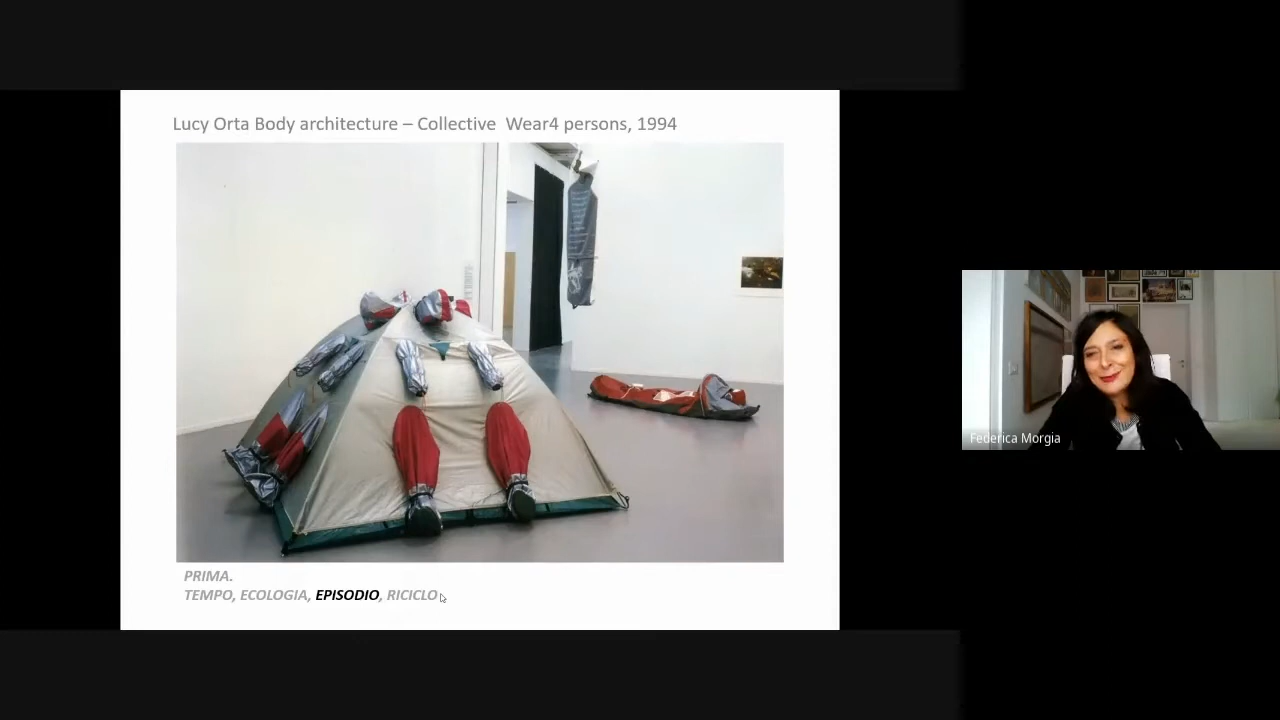 Lucy Orta Body architecture – Collective  Wear4 persons, 1994
PRIMA.
TEMPO, ECOLOGIA, EPISODIO, RICICLO
Federica Morgia